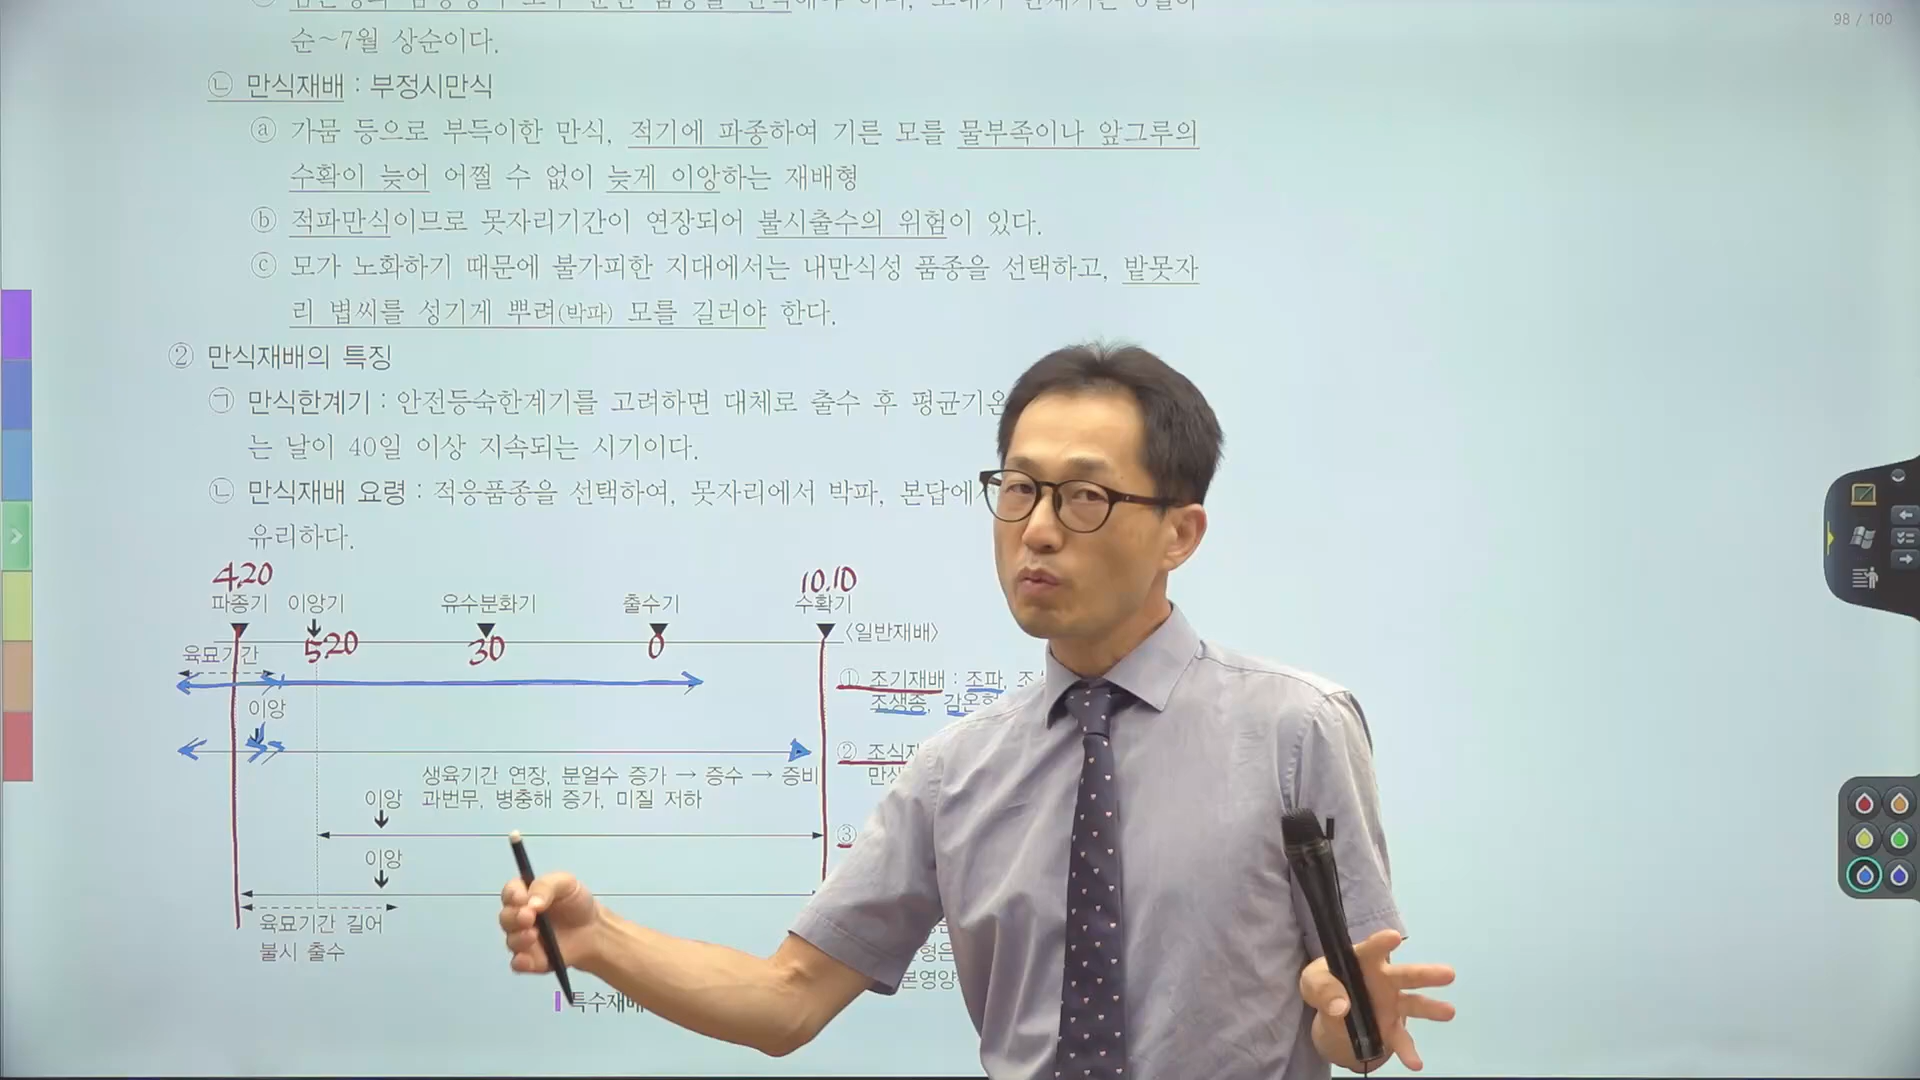 98 / 100
순~7월 상순이다.
㉡ 만식재배 : 부정시만식
ⓐ 가뭄 등으로 부득이한 만식, 적기에 파종하여 기른 모를 물부족이나 앞그루의
수확이 늦어 어쩔 수 없이 늦게 이앙하는 재배형
ⓑ 적파만식이므로 못자리기간이 연장되어 불시출수의 위험이 있다.
ⓒ 모가 노화하기 때문에 불가피한 지대에서는 내만식성 품종을 선택하고, 밭못자
리 볍씨를 성기게 뿌려(박파) 모를 길러야 한다.
② 만식재배의 특징
㉠ 만식한계기 : 안전등숙한계기를 고려하면 대체로 출수 후 평균기온
는 날이 40일 이상 지속되는 시기이다.
㉡ 만식재배 요령 : 적응품종을 선택하여, 못자리에서 박파, 본답에서
유리하다.
4.20 10.10
파종기 이앙기 유수분화기 출수기 수확기
5.20 30 0 〈일반재배〉
육묘기간
① 조기재배 : 조파, 조
이앙 조생종, 감온형
② 조식재
생육기간 연장, 분얼수 증가 → 증수 → 증비 만생
이앙 과번무, 병충해 증가, 미질 저하
③
이앙
육묘기간 길어
불시 출수
형은
본영양
특수재배